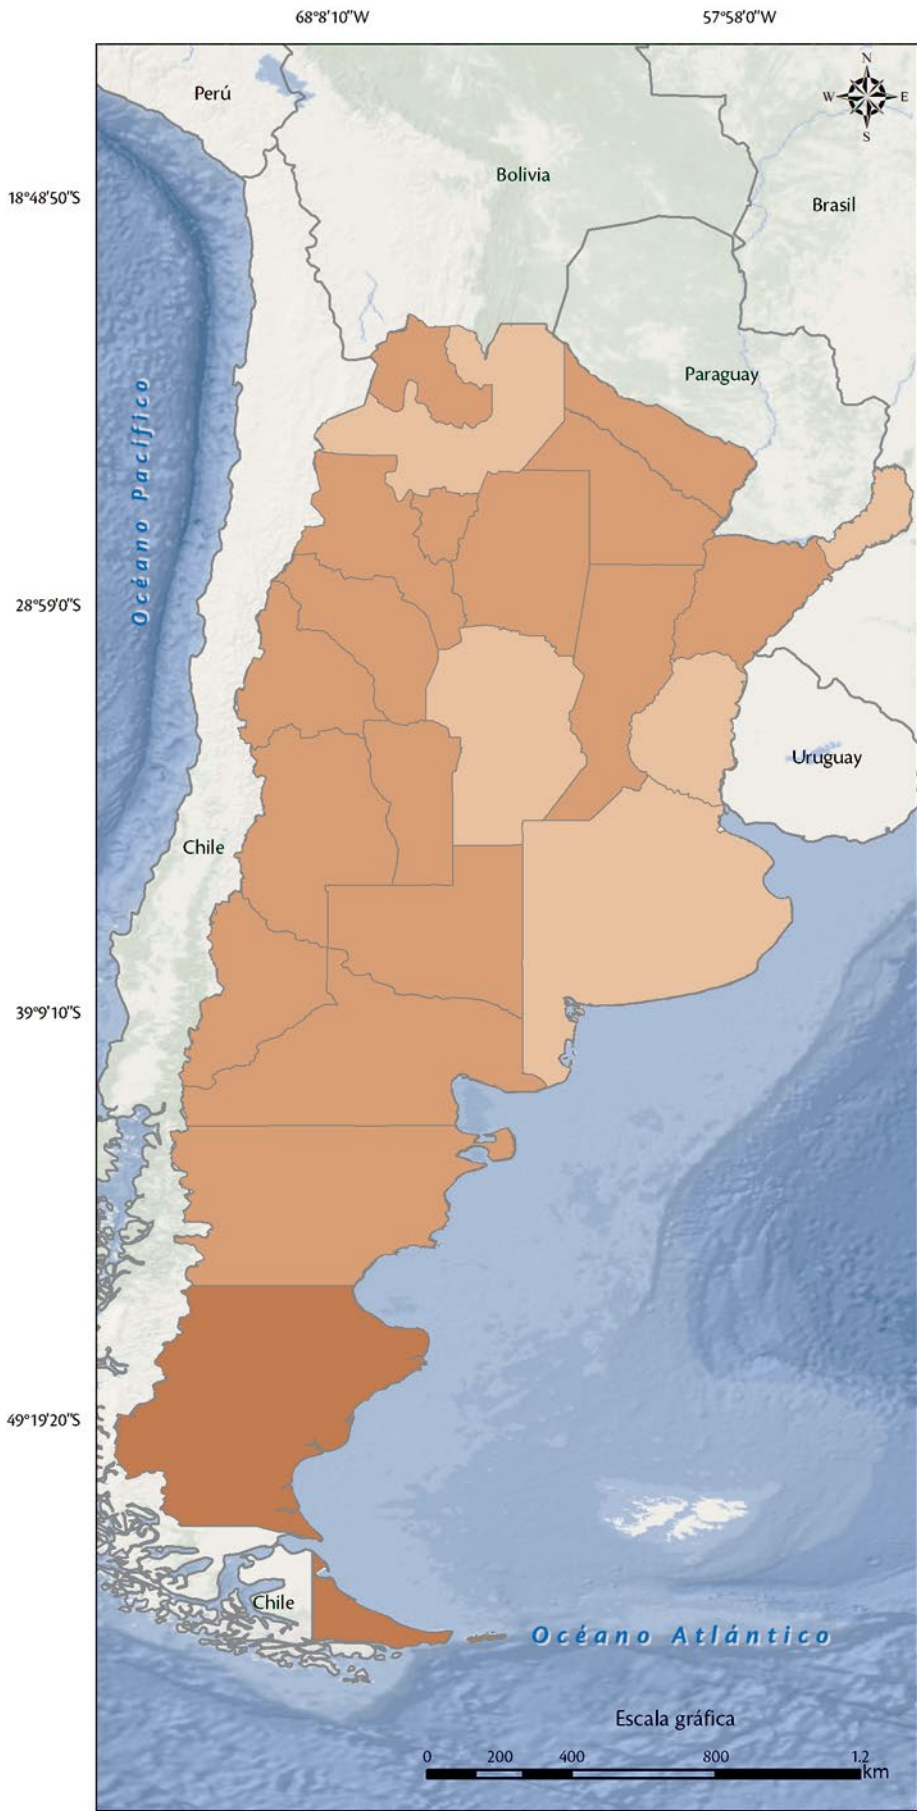 68°8'10"W 57°58'0"W
N
W E
S
Perú
Bolivia
18°48'50"S
Brasil
Paraguay
Océano Pacífico
28°59'0"S
Uruguay
Chile
39°9'10"S
49°19'20"S
Chile
Océano Atlántico
Escala gráfica
0 200 400 800 1.2
km